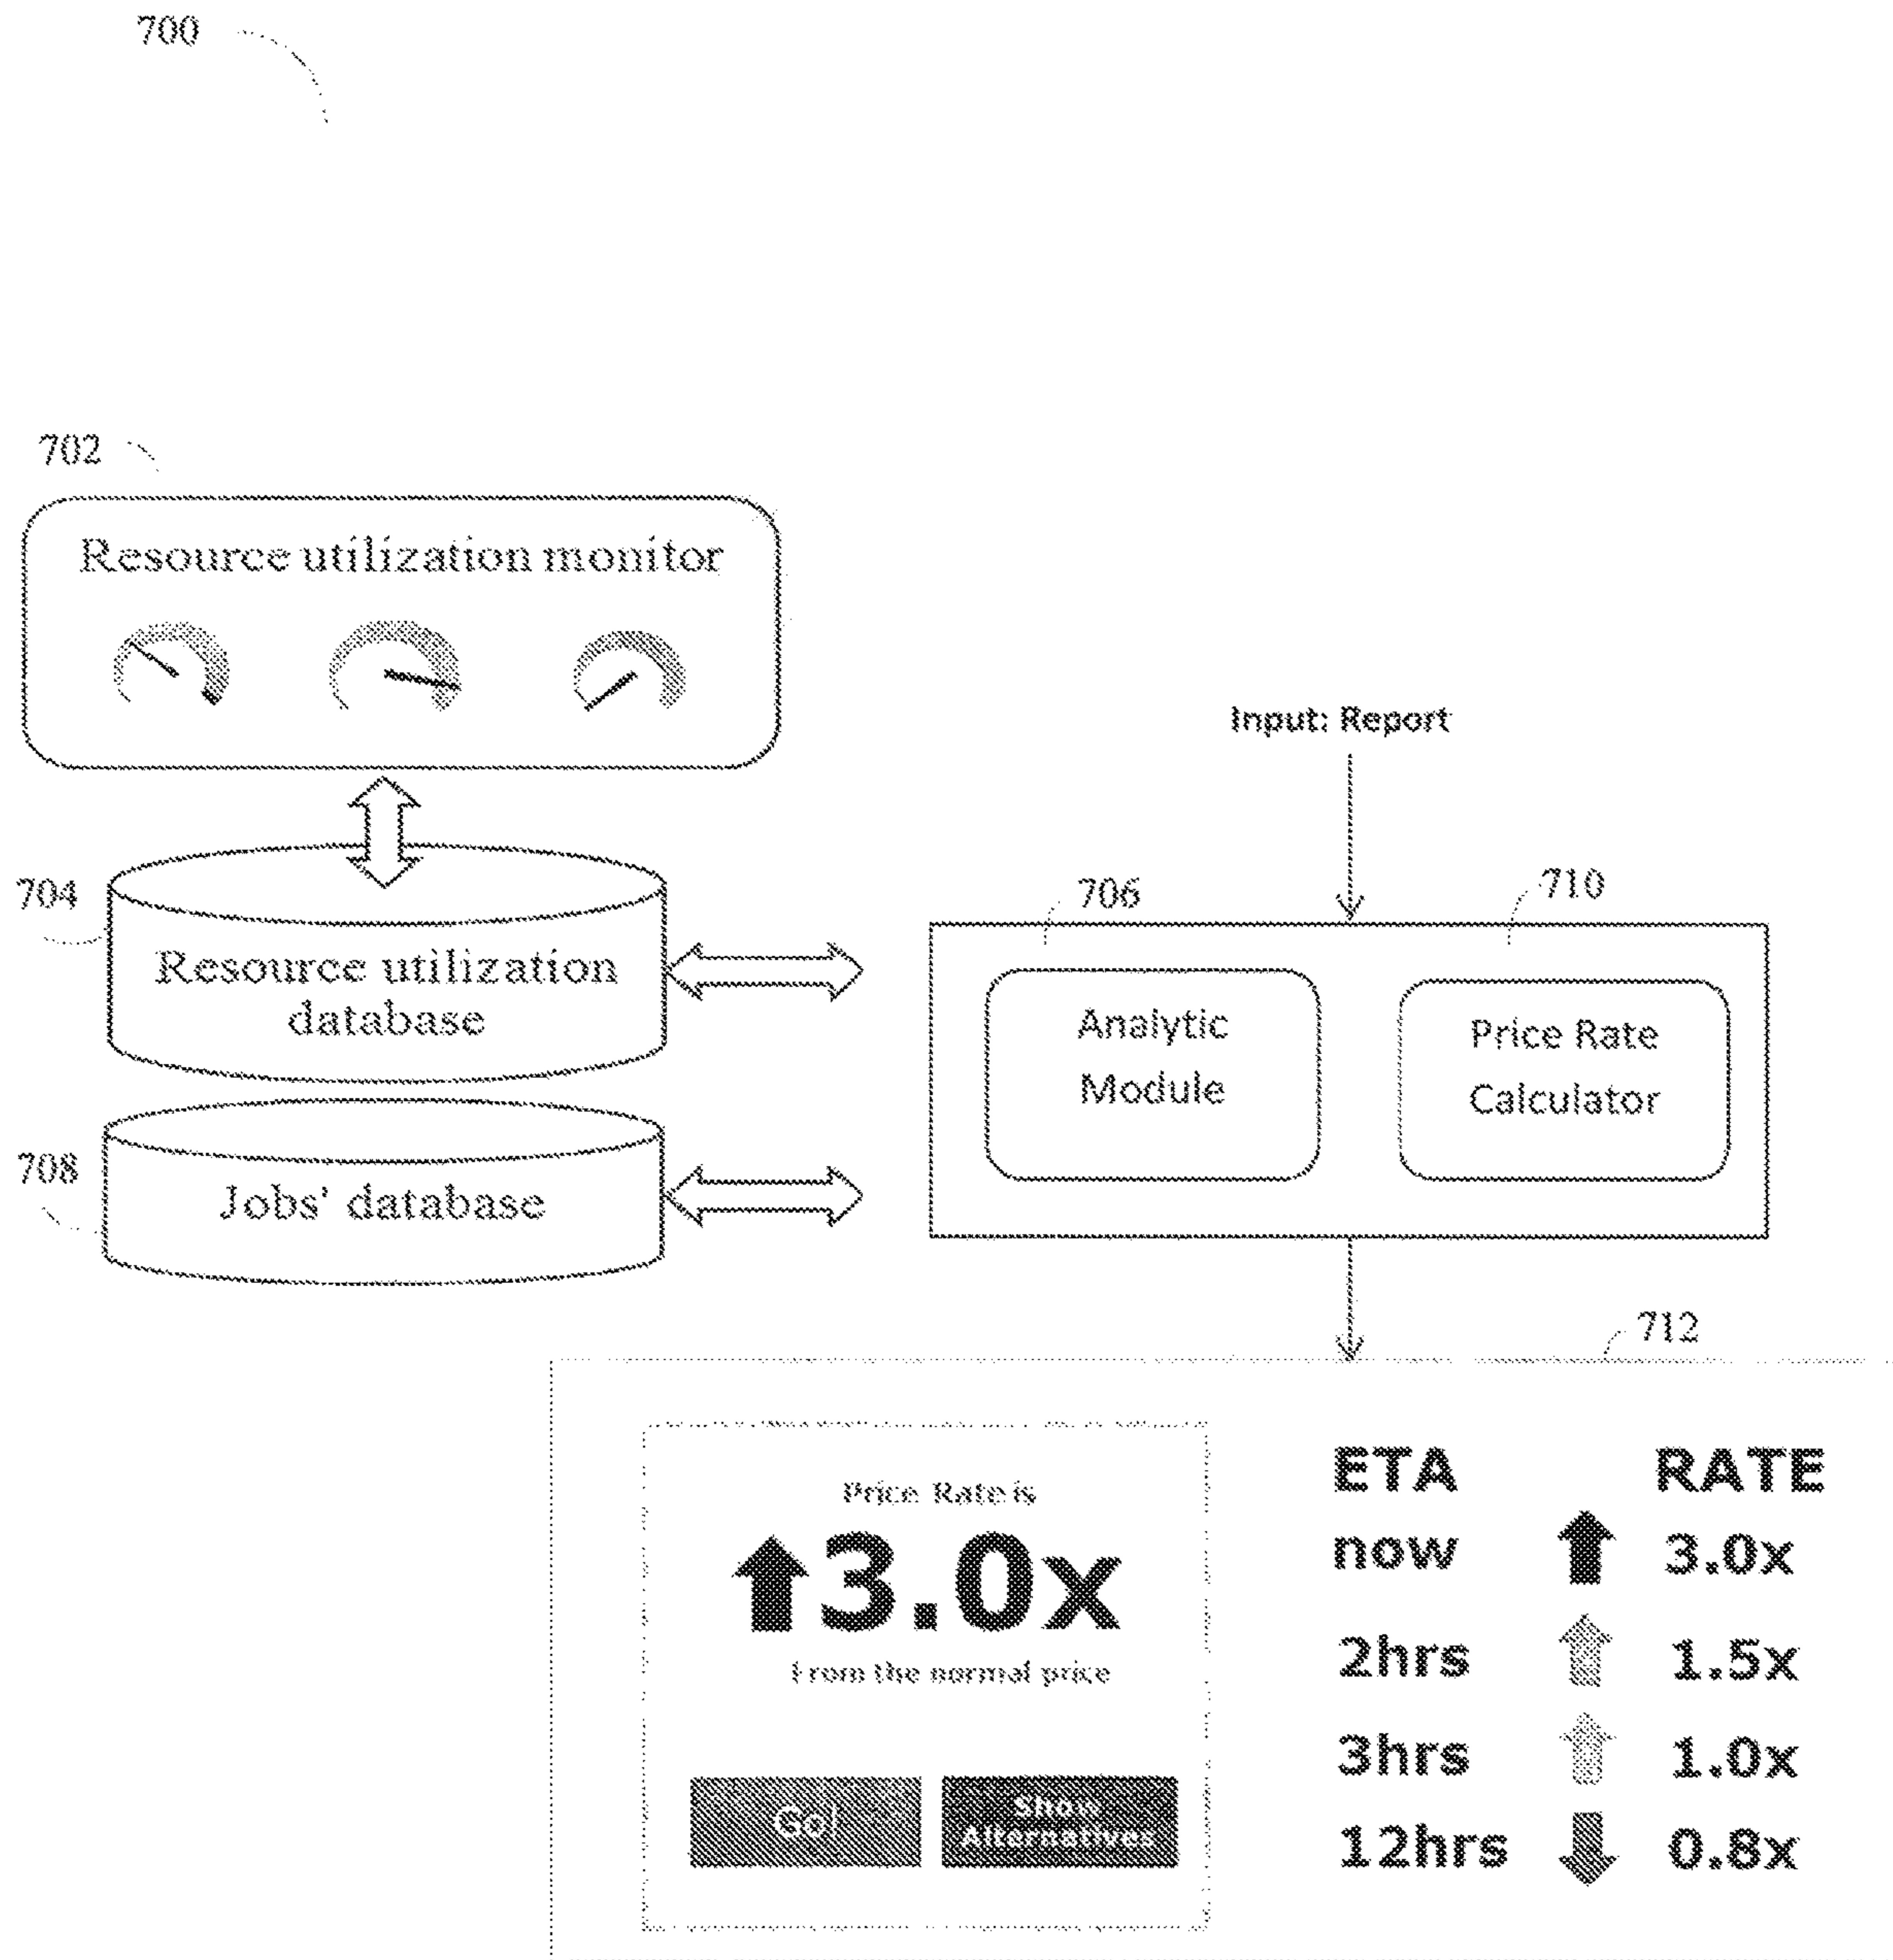 700
702
Resource utilization monitor
Input: Report
704
Resource utilization
database
706
710
Analytic
Module
Price Rate
Calculator
708
Jobs' database
712
Price Rate is
3.0x
From the normal price
Go!
Show
Alternatives
ETA RATE
now 3.0x
2hrs 1.5x
3hrs 1.0x
12hrs 0.8x